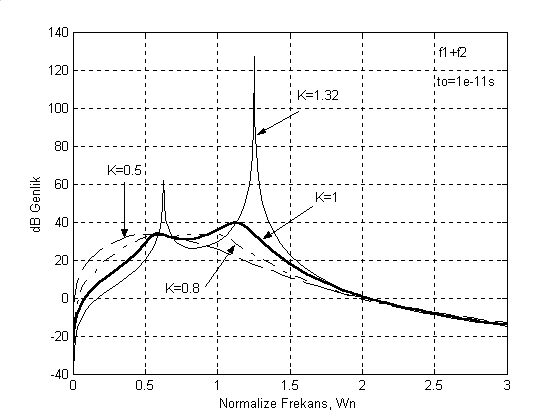 140
120
100
80
60
40
20
0
-20
-40
dB Genlik
f1+f2
to=1e-11s
K=1.32
K=0.5
K=1
K=0.8
0 0.5 1 1.5 2 2.5 3
Normalize Frekans, Wn